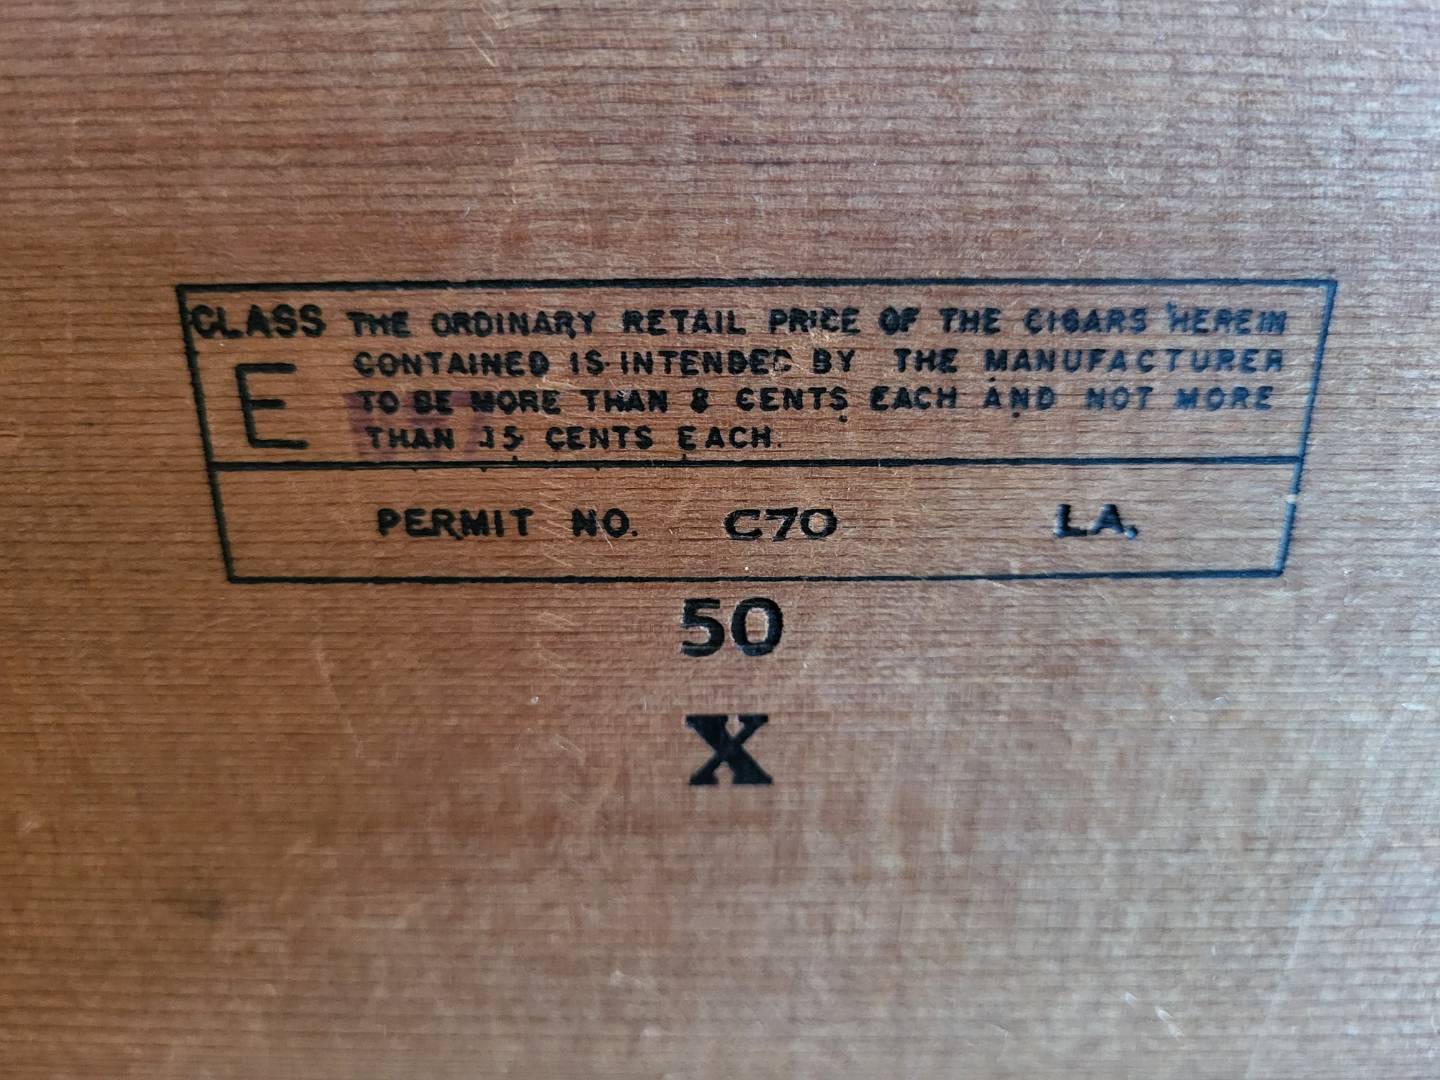 CLASS THE ORDINARY RETAIL PRICE OF THE CIGARS HEREIN
E CONTAINED IS INTENDED BY THE MANUFACTURER
TO BE MORE THAN 8 CENTS EACH AND NOT MORE
THAN 15 CENTS EACH.
PERMIT NO. C70 LA.
50
X